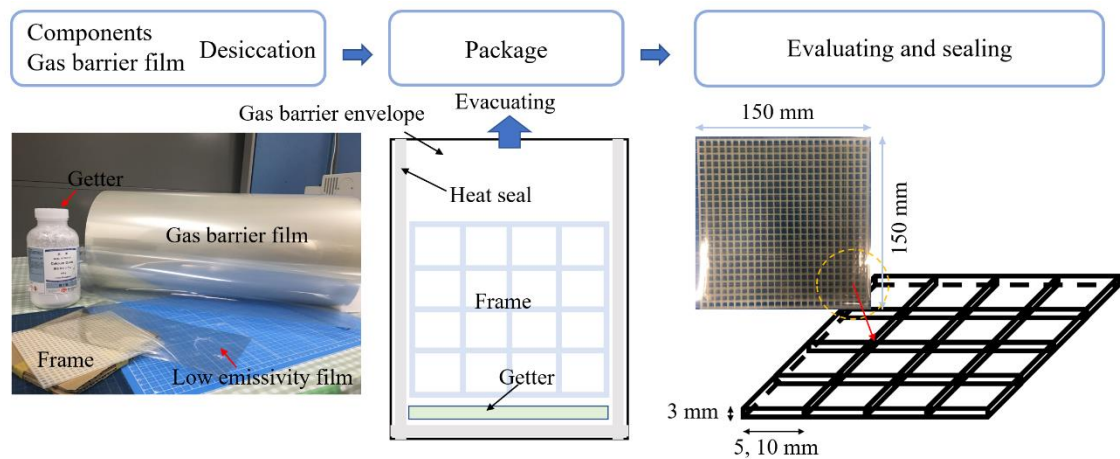 Components
Gas barrier film
Desiccation
Package
Evaluating and sealing
Getter
Gas barrier film
Frame
Low emissivity film
Evacuating
Gas barrier envelope
Heat seal
Frame
Getter
150 mm
150 mm
3 mm
5, 10 mm